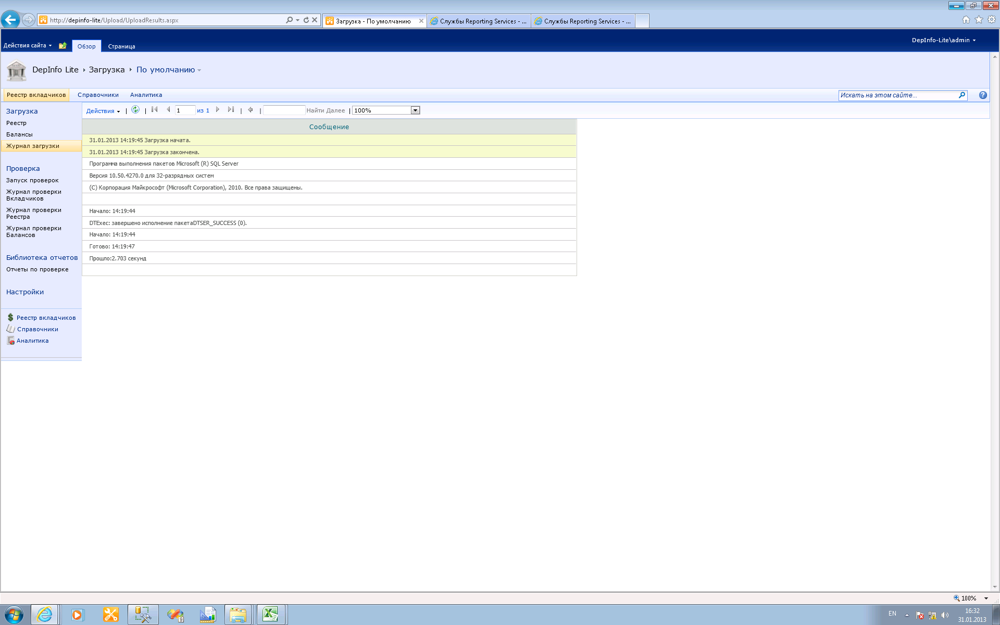 http://depinfo-lite/Upload/UploadResults.aspx
Загрузка - По умолчанию
Службы Reporting Services - ...
Службы Reporting Services - ...
Действия сайта
Обзор
Страница
DepInfo-Lite\admin
DepInfo Lite
Загрузка
По умолчанию
Реестр вкладчиков
Справочники
Аналитика
Искать на этом сайте...
Загрузка
Реестр
Балансы
Журнал загрузки
Проверка
Запуск проверок
Журнал проверки
Вкладчиков
Журнал проверки
Реестра
Журнал проверки
Балансов
Библиотека отчетов
Отчеты по проверке
Настройки
Реестр вкладчиков
Справочники
Аналитика
Действия | | 1 из 1 | | Найти Далее | 100%
Сообщение
31.01.2013 14:19:45 Загрузка начата.
31.01.2013 14:19:45 Загрузка закончена.
Программа выполнения пакетов Microsoft (R) SQL Server
Версия 10.50.4270.0 для 32-разрядных систем
(C) Корпорация Майкрософт (Microsoft Corporation), 2010. Все права защищены.
Начало: 14:19:44
DTExec: завершено исполнение пакетаDTSER_SUCCESS (0).
Начало: 14:19:44
Готово: 14:19:47
Прошло:2.703 секунд
100%
9
EN
16:32
31.01.2013